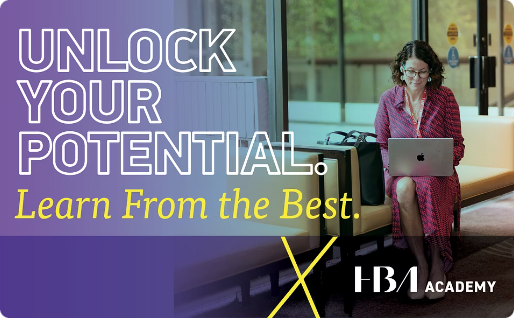 UNLOCK
YOUR
POTENTIAL.
Learn From the Best.
HBA ACADEMY